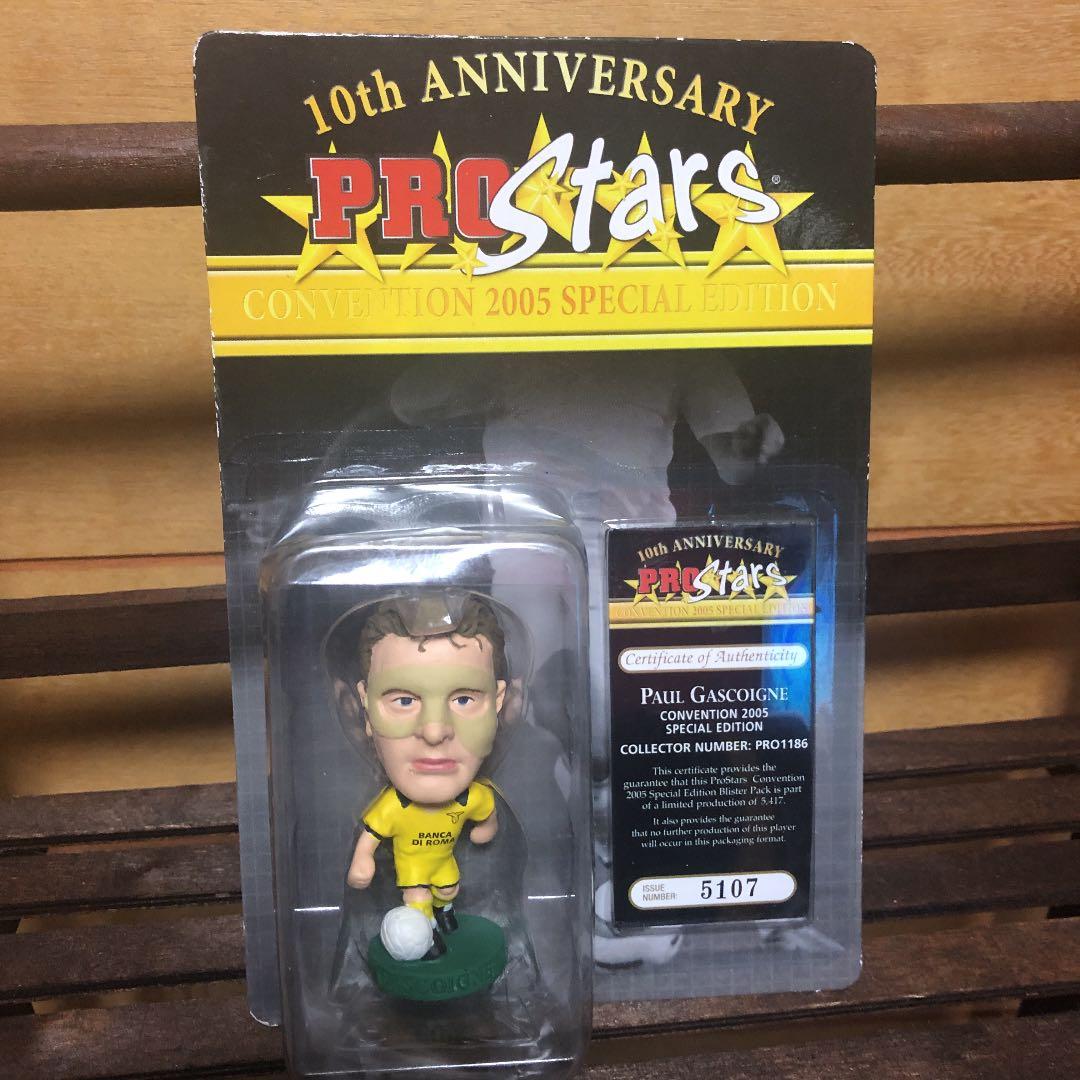 10th ANNIVERSARY
PROStars®
CONVENTION 2005 SPECIAL EDITION
10th ANNIVERSARY
PROStars
CONVENTION 2005 SPECIAL EDITION
Certificate of Authenticity
PAUL GASCOIGNE
CONVENTION 2005
SPECIAL EDITION
COLLECTOR NUMBER: PRO1186
This certificate provides the
guarantee that this ProStars Convention
2005 Special Edition Blister Pack is part
of a limited production of 5,417.
It also provides the guarantee
that no further production of this player
will occur in this packaging format.
ISSUE
NUMBER: 5107
BANCA
DI ROMA
GASCOIGNE